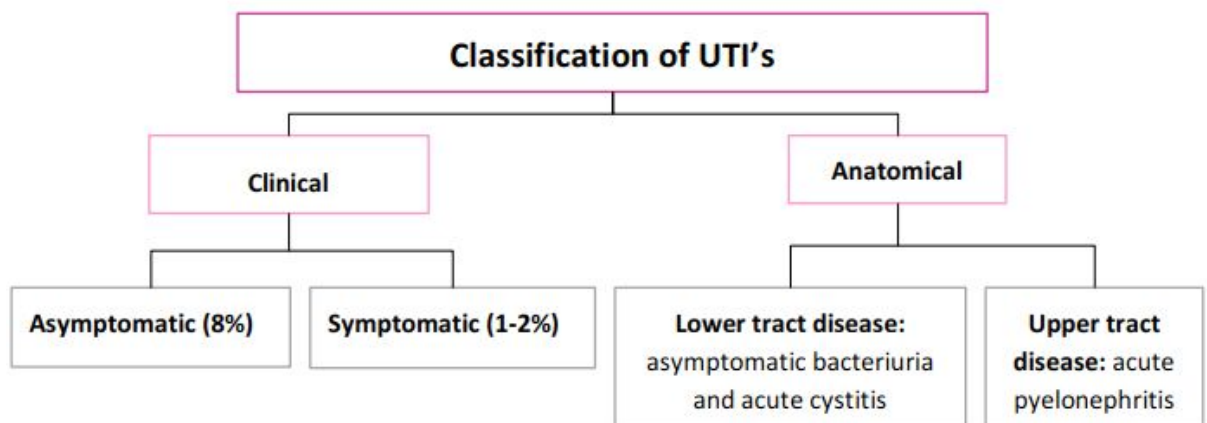 Classification of UTI's
Clinical
Anatomical
Asymptomatic (8%)
Symptomatic (1-2%)
Lower tract disease:
asymptomatic bacteriuria
and acute cystitis
Upper tract
disease: acute
pyelonephritis